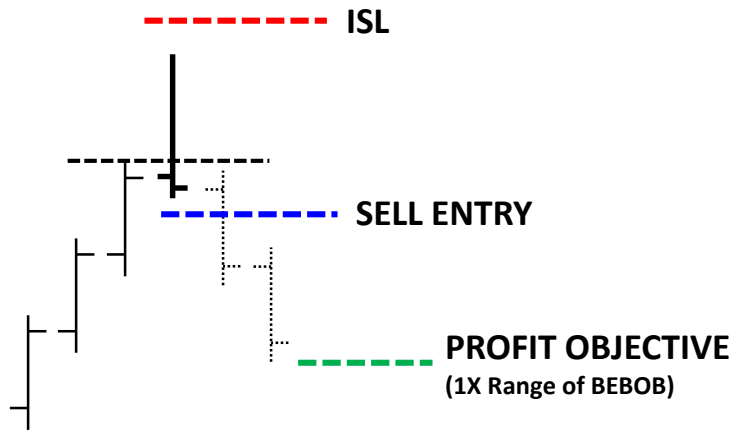 ISL
SELL ENTRY
PROFIT OBJECTIVE
(1X Range of BEBOB)